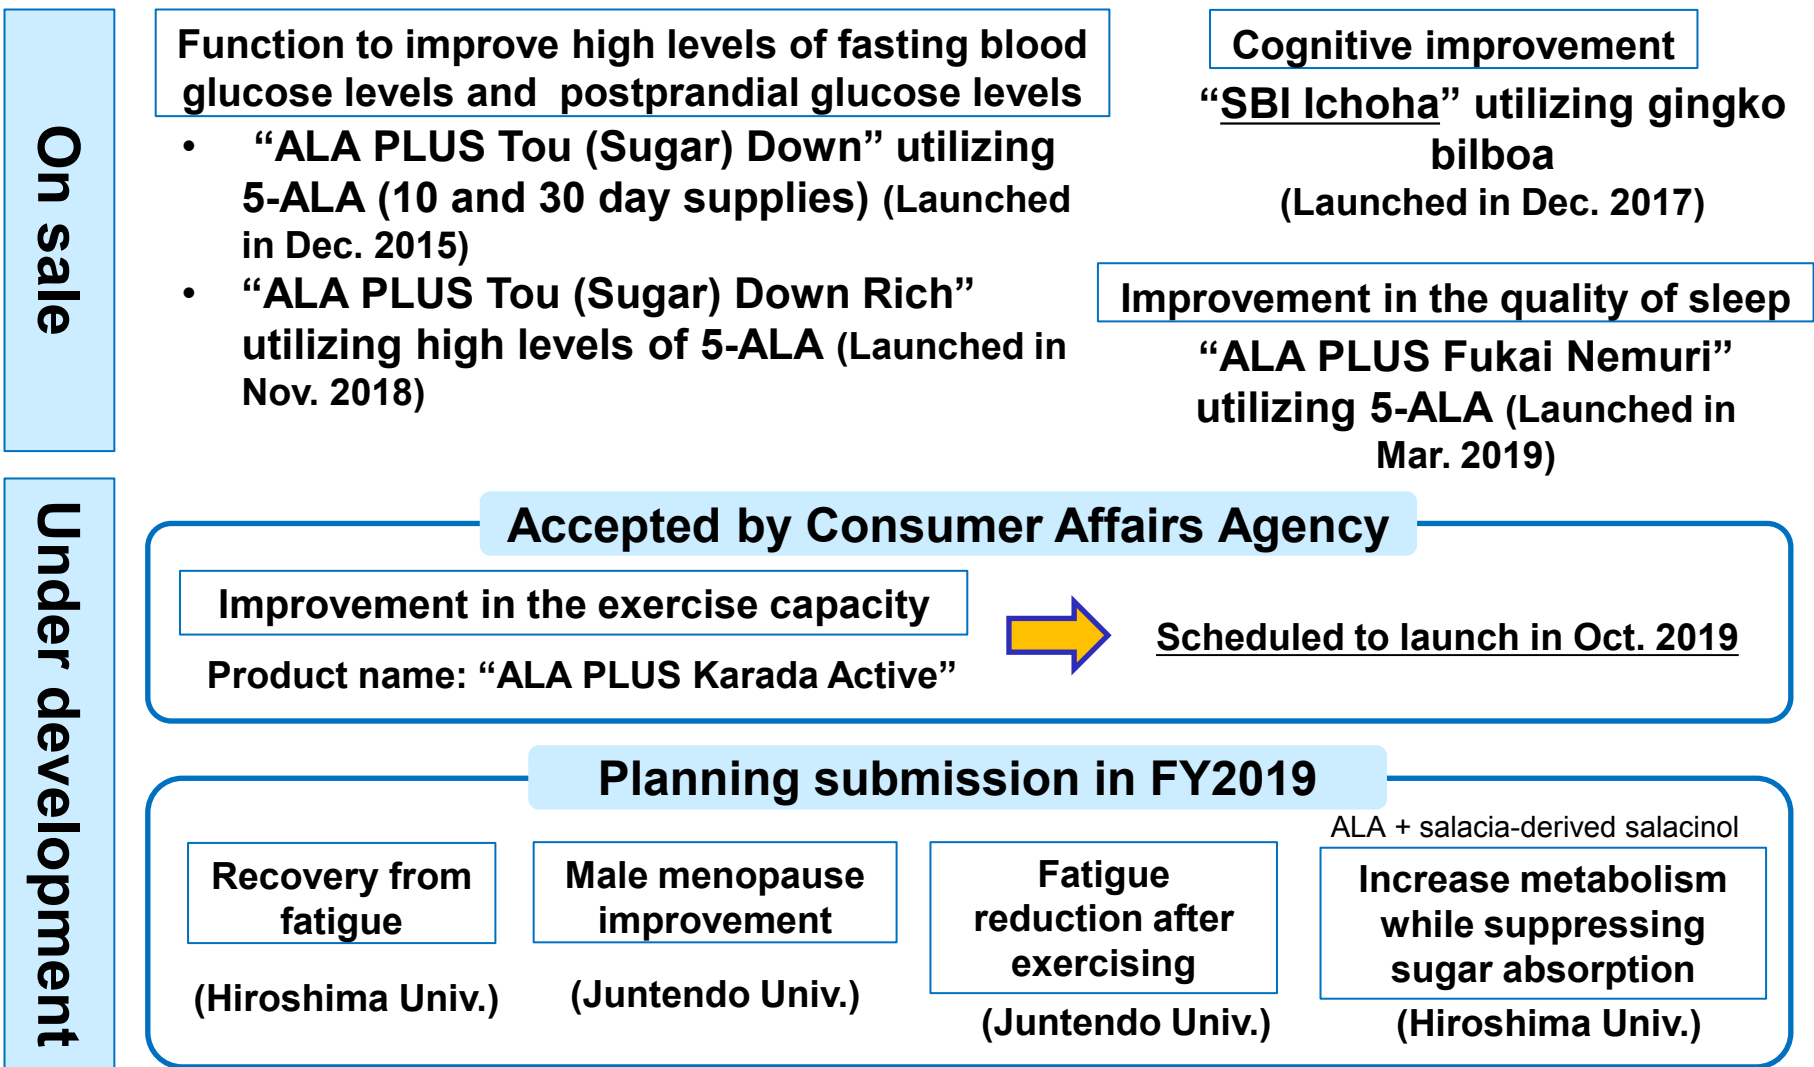 On sale
Function to improve high levels of fasting blood
glucose levels and postprandial glucose levels
• “ALA PLUS Tou (Sugar) Down” utilizing
5-ALA (10 and 30 day supplies) (Launched
in Dec. 2015)
• “ALA PLUS Tou (Sugar) Down Rich”
utilizing high levels of 5-ALA (Launched in
Nov. 2018)
Cognitive improvement
“SBI Ichoha” utilizing gingko
bilboa
(Launched in Dec. 2017)
Improvement in the quality of sleep
“ALA PLUS Fukai Nemuri”
utilizing 5-ALA (Launched in
Mar. 2019)
Under development
Accepted by Consumer Affairs Agency
Improvement in the exercise capacity
Product name: “ALA PLUS Karada Active”
Scheduled to launch in Oct. 2019
Planning submission in FY2019
Recovery from
fatigue
(Hiroshima Univ.)
Male menopause
improvement
(Juntendo Univ.)
Fatigue
reduction after
exercising
(Juntendo Univ.)
ALA + salacia-derived salacinol
Increase metabolism
while suppressing
sugar absorption
(Hiroshima Univ.)